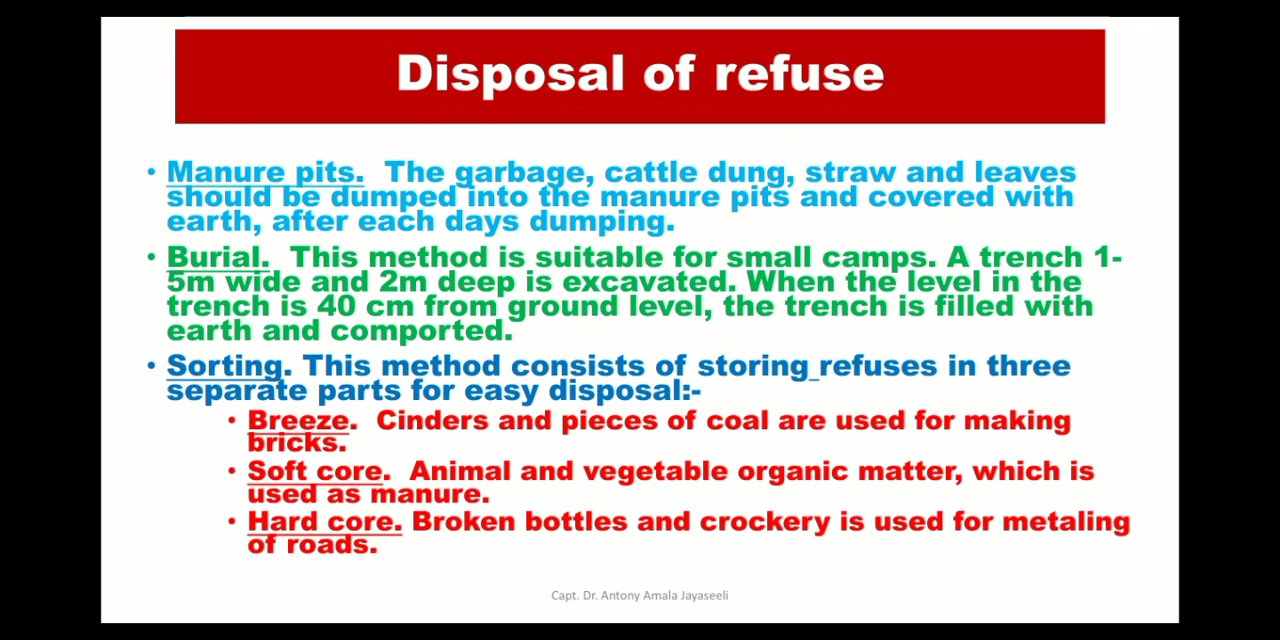 Disposal of refuse
• Manure pits.  The garbage, cattle dung, straw and leaves
should be dumped into the manure pits and covered with
earth, after each days dumping.
• Burial.  This method is suitable for small camps. A trench 1-
5m wide and 2m deep is excavated. When the level in the
trench is 40 cm from ground level, the trench is filled with
earth and comported.
• Sorting. This method consists of storing_refuses in three
separate parts for easy disposal:-
• Breeze.  Cinders and pieces of coal are used for making
bricks.
• Soft core.  Animal and vegetable organic matter, which is
used as manure.
• Hard core. Broken bottles and crockery is used for metaling
of roads.
Capt. Dr. Antony Amala Jayaseeli